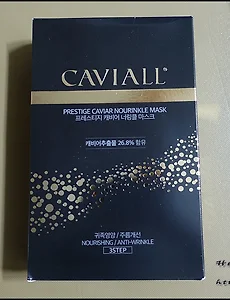 CAVIALL®
PRESTIGE CAVIAR NOURINKLE MASK
프레스티지 캐비어 너링클 마스크
캐비어추출물 26.8% 함유
귀족영양 / 주름개선
NOURISHING / ANTI-WRINKLE
3STEP